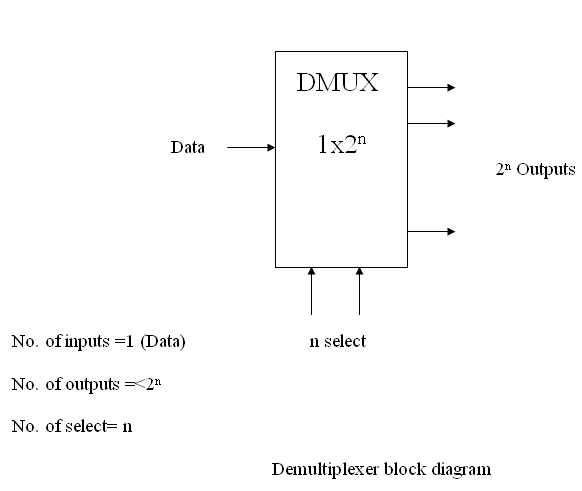 DMUX
1x2ⁿ
Data
2ⁿ Outputs
n select
No. of inputs =1 (Data)
No. of outputs =<2ⁿ
No. of select= n
Demultiplexer block diagram